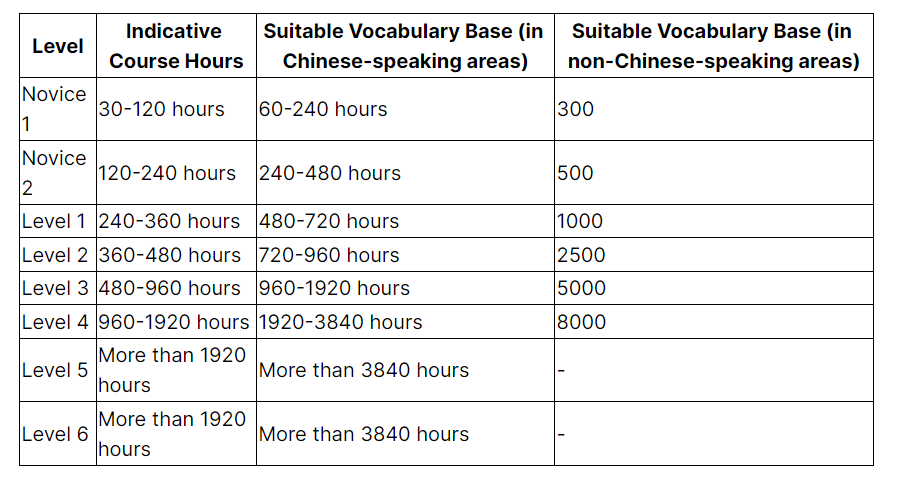 Level
Indicative
Course Hours
Suitable Vocabulary Base (in
Chinese-speaking areas)
Suitable Vocabulary Base (in
non-Chinese-speaking areas)
Novice
1
30-120 hours
60-240 hours
300
Novice
2
120-240 hours
240-480 hours
500
Level 1
240-360 hours
480-720 hours
1000
Level 2
360-480 hours
720-960 hours
2500
Level 3
480-960 hours
960-1920 hours
5000
Level 4
960-1920 hours
1920-3840 hours
8000
Level 5
More than 1920
hours
More than 3840 hours
-
Level 6
More than 1920
hours
More than 3840 hours
-